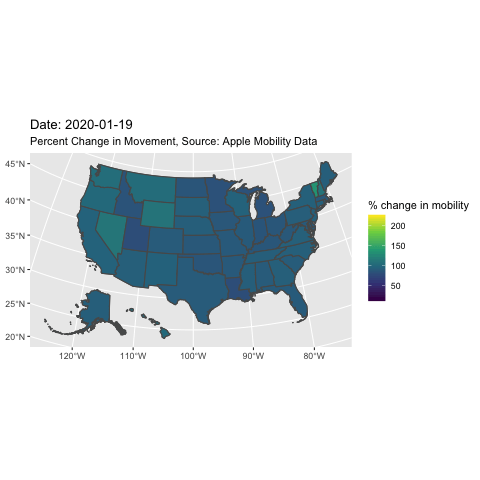 Date: 2020-01-19
Percent Change in Movement, Source: Apple Mobility Data
45°N
40°N
35°N
30°N
25°N
20°N
120°W 110°W 100°W 90°W 80°W
% change in mobility
200
150
100
50